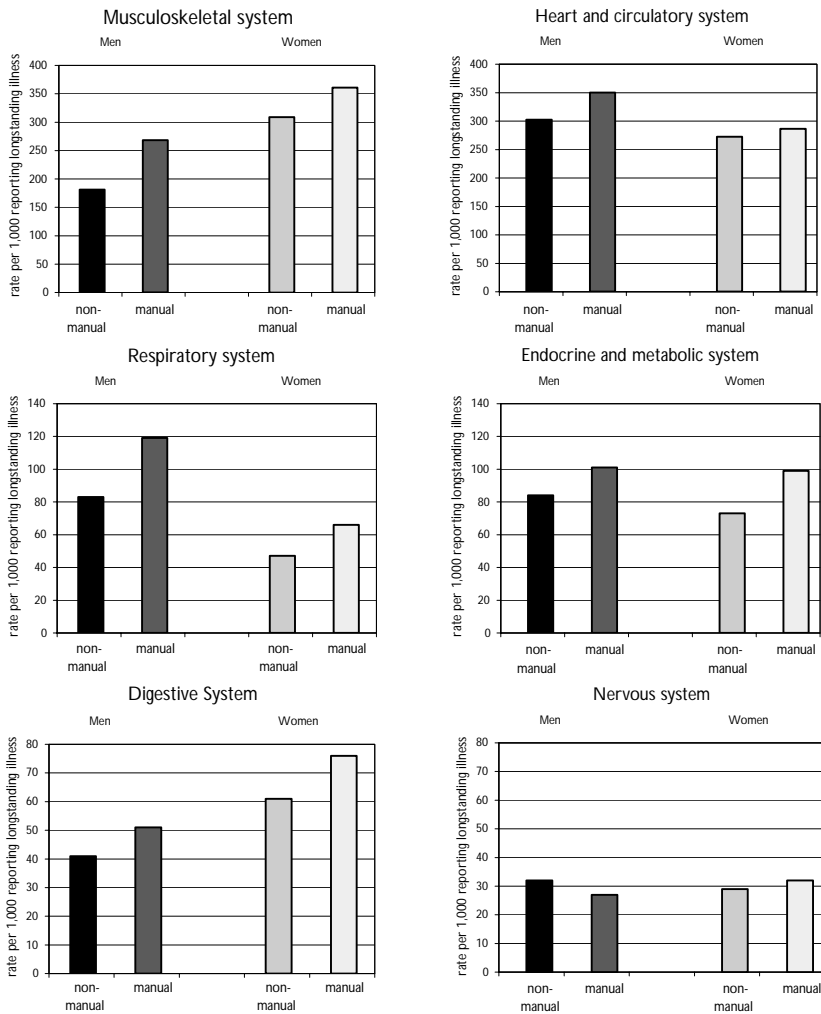 Musculoskeletal system
Men Women
rate per 1,000 reporting longstanding illness
400
350
300
250
200
150
100
50
0
non-manual manual non-manual manual
Heart and circulatory system
Men Women
rate per 1,000 reporting longstanding illness
400
350
300
250
200
150
100
50
0
non-manual manual non-manual manual
Respiratory system
Men Women
rate per 1,000 reporting longstanding illness
140
120
100
80
60
40
20
0
non-manual manual non-manual manual
Endocrine and metabolic system
Men Women
rate per 1,000 reporting longstanding illness
140
120
100
80
60
40
20
0
non-manual manual non-manual manual
Digestive System
Men Women
rate per 1,000 reporting longstanding illness
80
70
60
50
40
30
20
10
0
non-manual manual non-manual manual
Nervous system
Men Women
rate per 1,000 reporting longstanding illness
80
70
60
50
40
30
20
10
0
non-manual manual non-manual manual